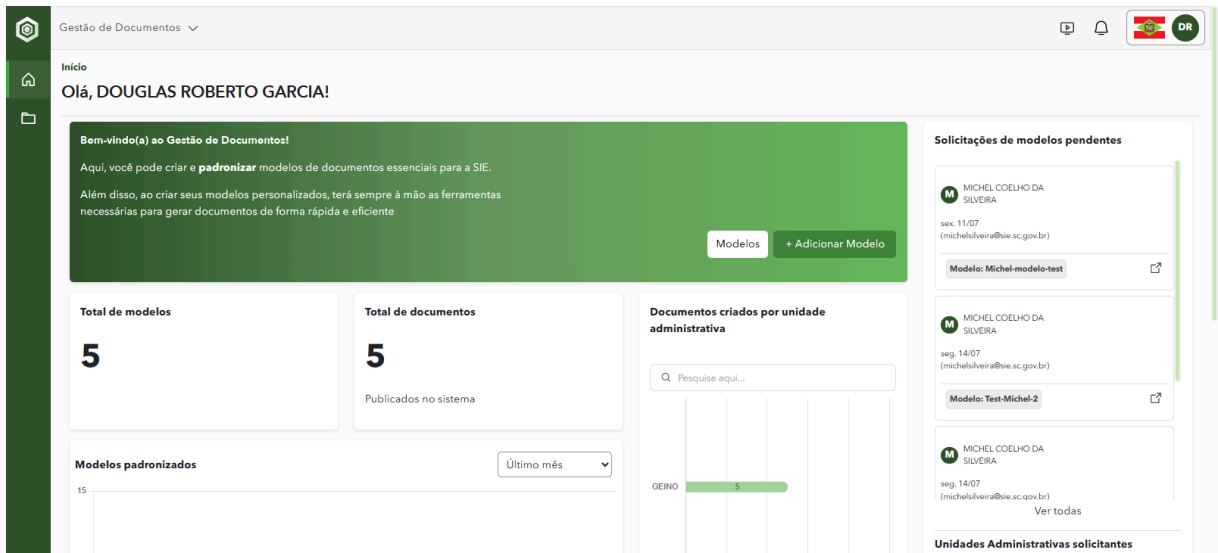 Gestão de Documentos
DR
Início
Olá, DOUGLAS ROBERTO GARCIA!
Bem-vindo(a) ao Gestão de Documentos!
Aqui, você pode criar e padronizar modelos de documentos essenciais para a SIE.
Além disso, ao criar seus modelos personalizados, terá sempre à mão as ferramentas
necessárias para gerar documentos de forma rápida e eficiente
Modelos
+ Adicionar Modelo
Total de modelos
5
Total de documentos
5
Publicados no sistema
Modelos padronizados
Último mês
15
Documentos criados por unidade
administrativa
Pesquise aqui...
GEINO
5
Solicitações de modelos pendentes
M
MICHEL COELHO DA
SILVEIRA
sex. 11/07
(michelsilveira@sie.sc.gov.br)
Modelo: Michel-modelo-test
M
MICHEL COELHO DA
SILVEIRA
seg. 14/07
(michelsilveira@sie.sc.gov.br)
Modelo: Test-Michel-2
M
MICHEL COELHO DA
SILVEIRA
seg. 14/07
(michelsilveira@sie.sc.gov.br)
Ver todas
Unidades Administrativas solicitantes